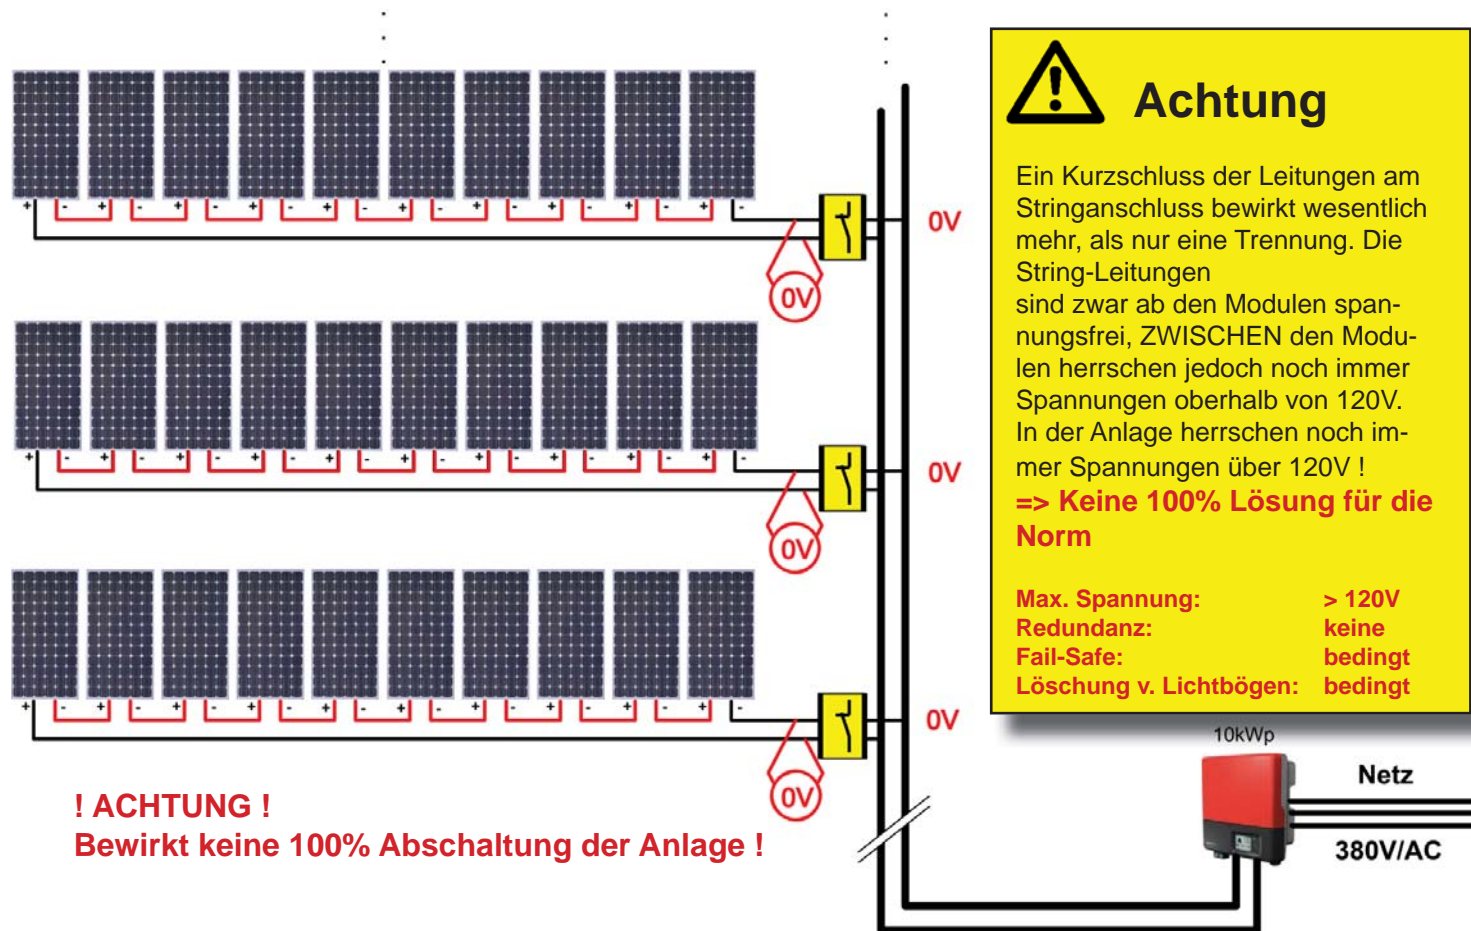 + - + - + - + - + - + - + - + - + - + -
0V
0V
+ - + - + - + - + - + - + - + - + - + -
0V
0V
+ - + - + - + - + - + - + - + - + - + -
0V
0V
! ACHTUNG !
Bewirkt keine 100% Abschaltung der Anlage !
Achtung
Ein Kurzschluss der Leitungen am
Stringanschluss bewirkt wesentlich
mehr, als nur eine Trennung. Die
String-Leitungen
sind zwar ab den Modulen span-
nungsfrei, ZWISCHEN den Modu-
len herrschen jedoch noch immer
Spannungen oberhalb von 120V.
In der Anlage herrschen noch im-
mer Spannungen über 120V !
=> Keine 100% Lösung für die
Norm
Max. Spannung: > 120V
Redundanz: keine
Fail-Safe: bedingt
Löschung v. Lichtbögen: bedingt
10kWp
Netz
380V/AC